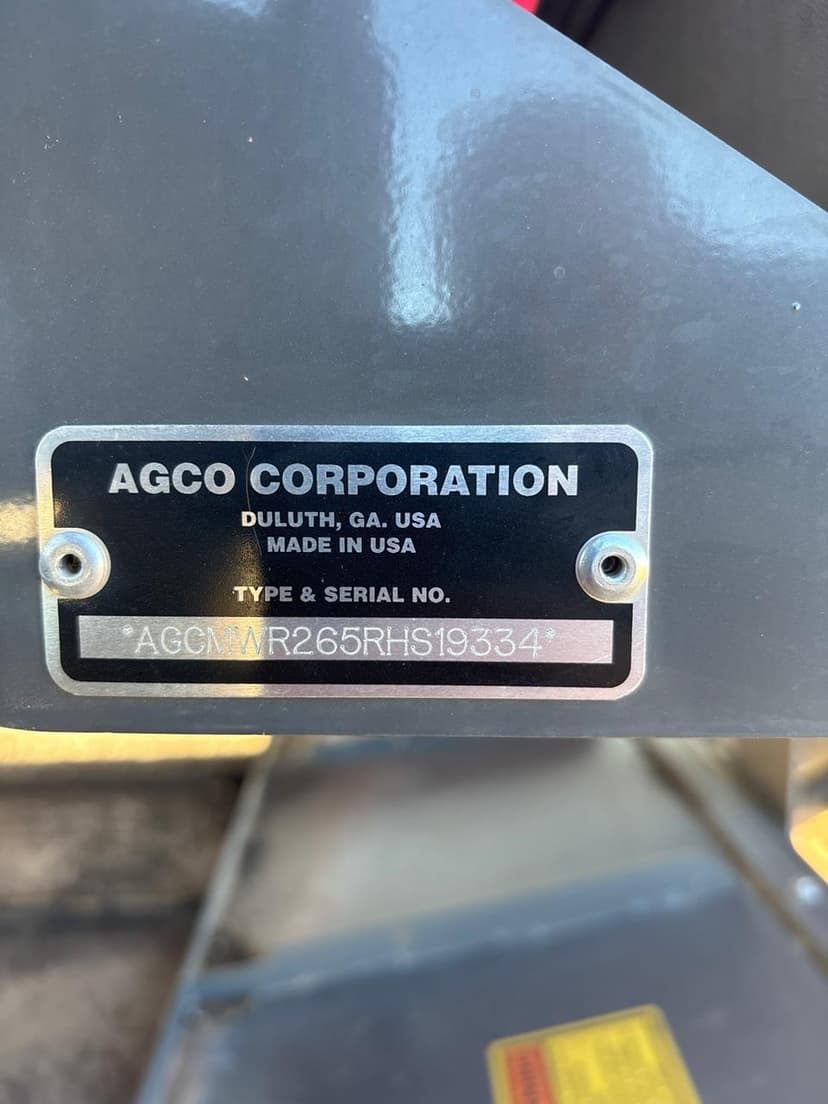 AGCO CORPORATION
DULUTH, GA. USA
MADE IN USA
TYPE & SERIAL NO.
*AGCMWR265RHS19334*